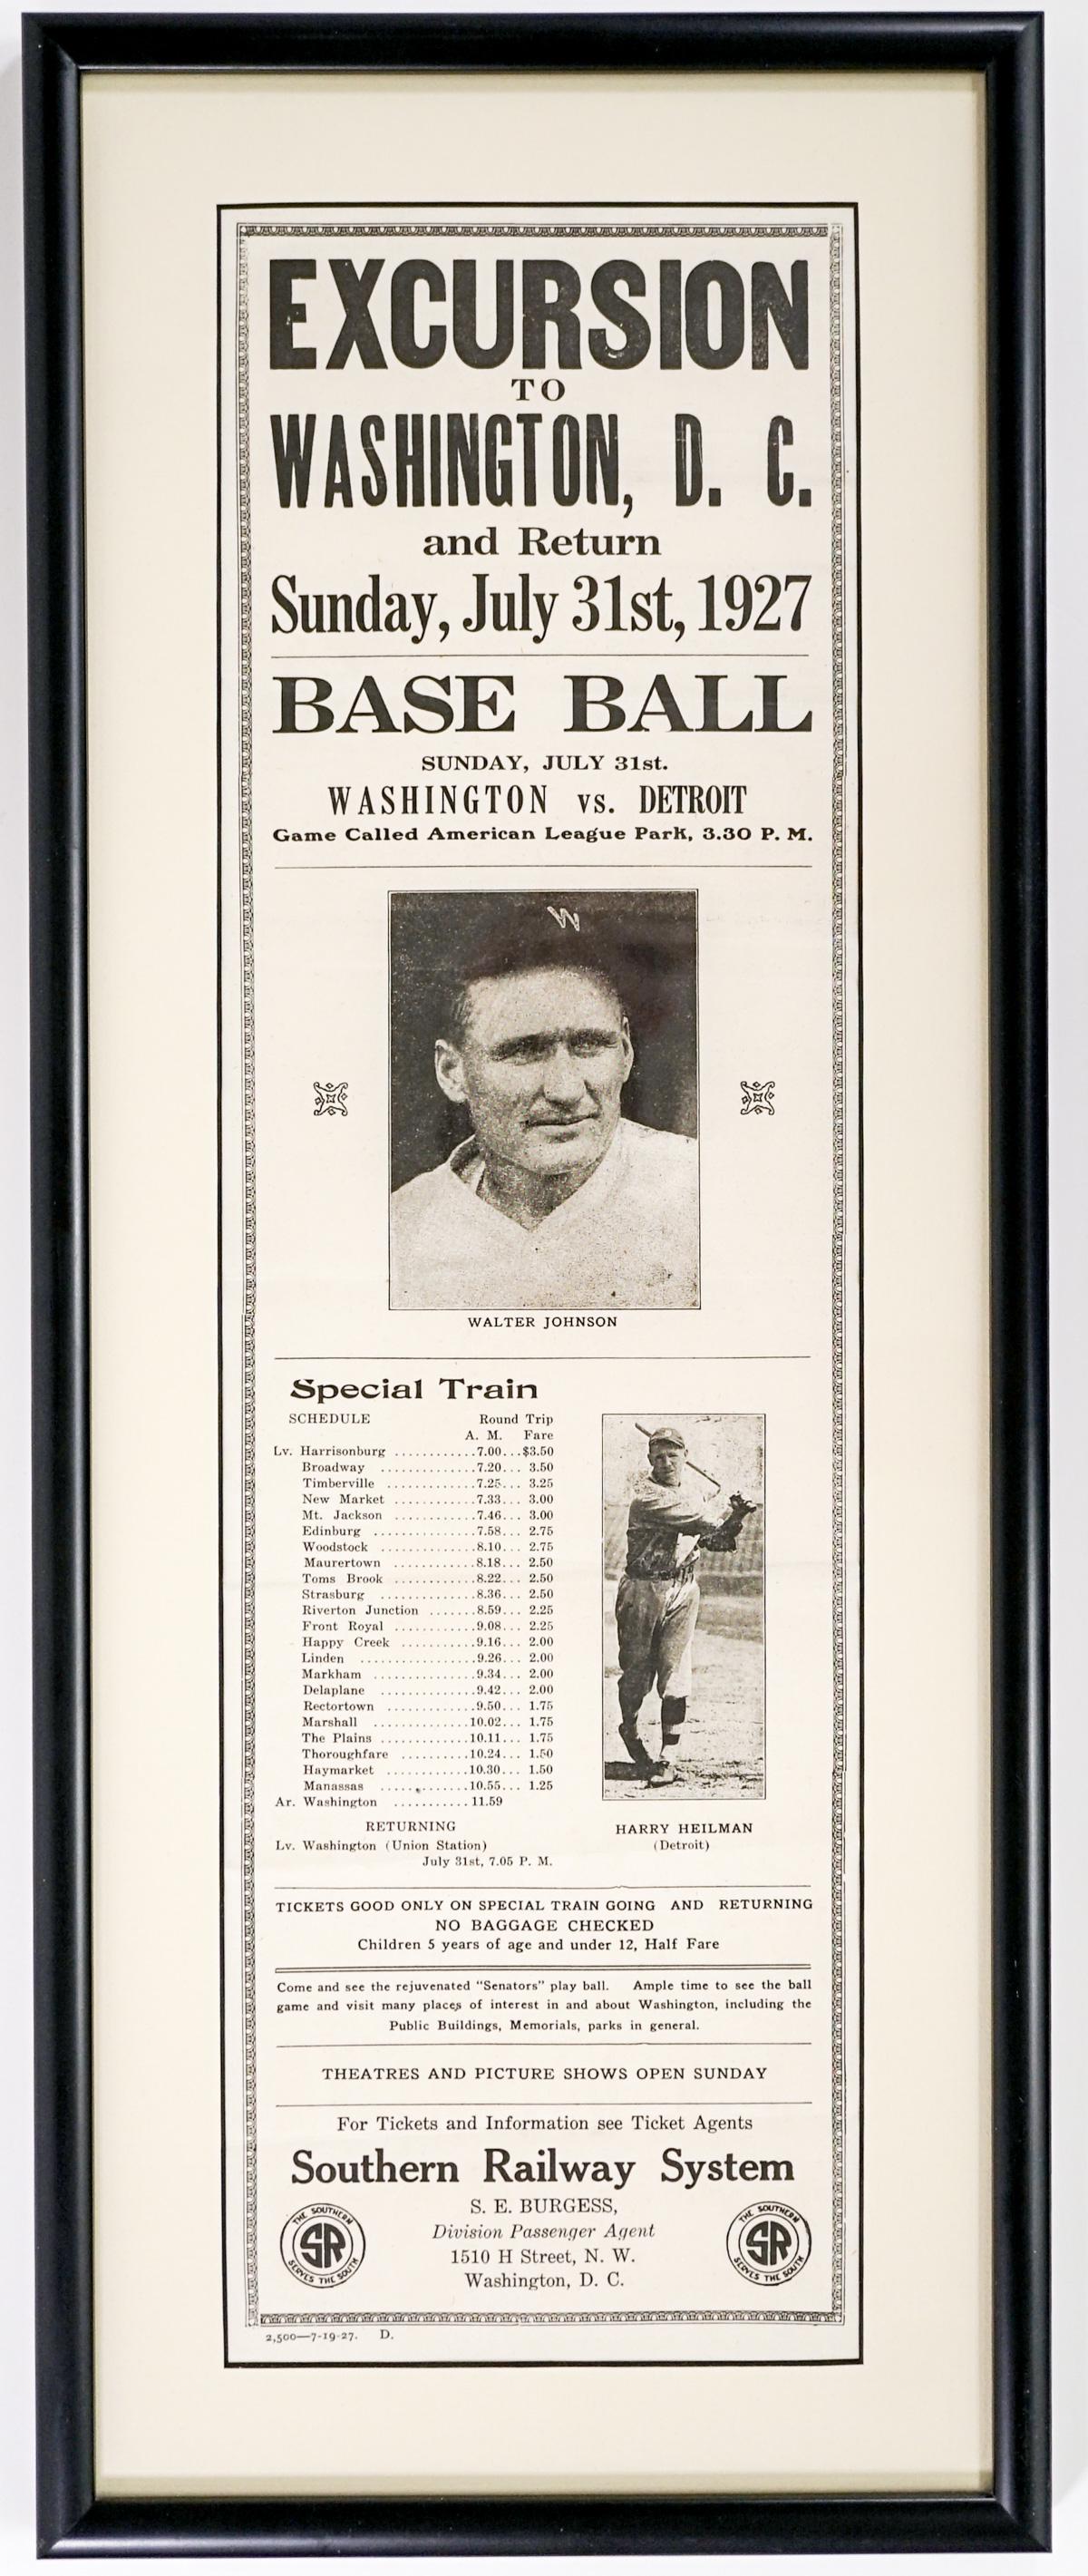 EXCURSION
TO
WASHINGTON, D. C.
and Return
Sunday, July 31st, 1927
BASE BALL
SUNDAY, JULY 31st.
WASHINGTON vs. DETROIT
Game Called American League Park, 3.30 P. M.
W
WALTER JOHNSON
Special Train
SCHEDULE Round Trip
A. M. Fare
Lv. Harrisonburg ............7.00...$3.50
Broadway .............7.20... 3.50
Timberville ............7.25... 3.25
New Market ...........7.33... 3.00
Mt. Jackson ...........7.46... 3.00
Edinburg .............7.58... 2.75
Woodstock ............8.10... 2.75
Maurertown ...........8.18... 2.50
Toms Brook ...........8.22... 2.50
Strasburg ............8.36... 2.50
Riverton Junction .......8.59... 2.25
Front Royal ...........9.08... 2.25
Happy Creek ..........9.16... 2.00
Linden ..............9.26... 2.00
Markham .............9.34... 2.00
Delaplane ............9.42... 2.00
Rectortown ...........9.50... 1.75
Marshall ............10.02... 1.75
The Plains ...........10.11... 1.75
Thoroughfare .........10.24... 1.50
Haymarket ...........10.30... 1.50
Manassas ............10.55... 1.25
Ar. Washington ........... 11.59
RETURNING
Lv. Washington (Union Station)
July 31st, 7.05 P. M.
HARRY HEILMAN
(Detroit)
TICKETS GOOD ONLY ON SPECIAL TRAIN GOING AND RETURNING
NO BAGGAGE CHECKED
Children 5 years of age and under 12, Half Fare
Come and see the rejuvenated "Senators" play ball. Ample time to see the ball
game and visit many places of interest in and about Washington, including the
Public Buildings, Memorials, parks in general.
THEATRES AND PICTURE SHOWS OPEN SUNDAY
For Tickets and Information see Ticket Agents
Southern Railway System
S. E. BURGESS,
Division Passenger Agent
1510 H Street, N. W.
Washington, D. C.
THE SOUTHERN
SR
SERVES THE SOUTH
THE SOUTHERN
SR
SERVES THE SOUTH
2,500—7-19-27. D.